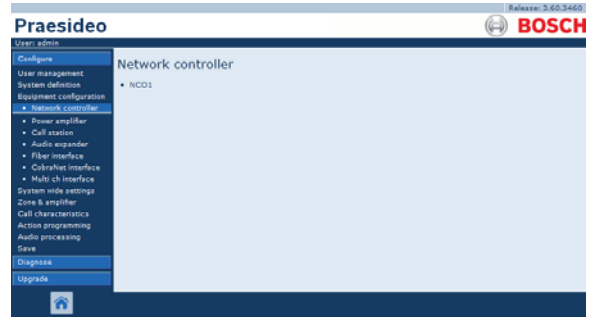 Release: 3.60.3460
Praesideo
BOSCH
User: admin
Configure
User management
System definition
Equipment configuration
• Network controller
• Power amplifier
• Call station
• Audio expander
• Fiber interface
• CobraNet interface
• Multi ch interface
System wide settings
Zone & amplifier
Call characteristics
Action programming
Audio processing
Save
Diagnose
Upgrade
Network controller
• NCO1